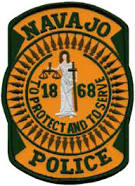 NAVAJO
18 68
TO PROTECT AND TO SERVE
POLICE